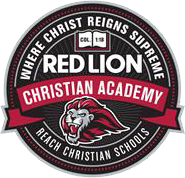 WHERE CHRIST REIGNS SUPREME
COL. 1:18
RED LION
CHRISTIAN ACADEMY
REACH CHRISTIAN SCHOOLS